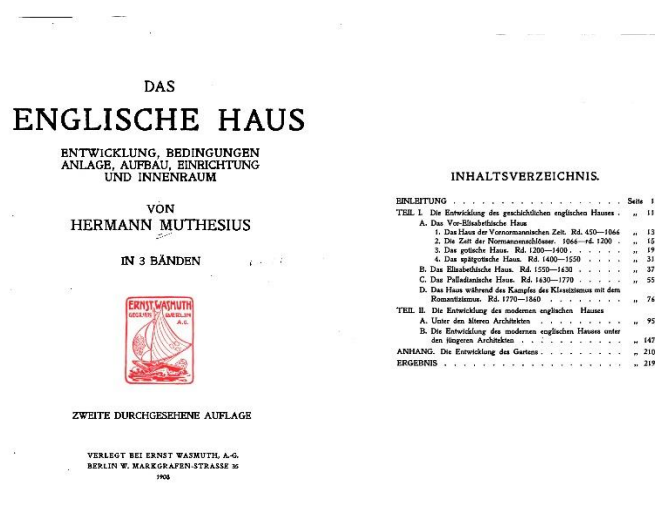 DAS
ENGLISCHE HAUS
ENTWICKLUNG, BEDINGUNGEN
ANLAGE, AUFBAU, EINRICHTUNG
UND INNENRAUM
VON
HERMANN MUTHESIUS
IN 3 BÄNDEN
ERNST WASMUTH
A. G.
ZWEITE DURCHGESEHENE AUFLAGE
VERLEGT BEI ERNST WASMUTH, A.-G.
BERLIN W. MARKGRAFEN-STRASSE 35
1908
INHALTSVERZEICHNIS.
EINLEITUNG . . . . . . . . . . . . . . . . . Seite 1
TEIL I. Die Entwicklung des geschichtlichen englischen Hauses . „ 11
A. Das Vor-Elisabethische Haus
1. Das Haus der Vornormannischen Zeit. Rd. 450—1066 „ 13
2. Die Zeit der Normannenschlösser. 1066—rd. 1200 . „ 15
3. Das gotische Haus. Rd. 1200—1400 . . . . . . „ 19
4. Das spätgotische Haus. Rd. 1400—1550 . . . . „ 31
B. Das Elisabethische Haus. Rd. 1550—1630 . . . . . „ 37
C. Das Palladianische Haus. Rd. 1630—1770 . . . . . „ 55
D. Das Haus während des Kampfes des Klassizismus mit dem
Romantizismus. Rd. 1770—1860 . . . . . . . . „ 76
TEIL II. Die Entwicklung des modernen englischen Hauses
A. Unter den älteren Architekten . . . . . . . . . „ 95
B. Die Entwicklung des modernen englischen Hauses unter
den jüngeren Architekten . . . . . . . . . . „ 147
ANHANG. Die Entwicklung des Gartens . . . . . . . . . „ 210
ERGEBNIS . . . . . . . . . . . . . . . . . . „ 219